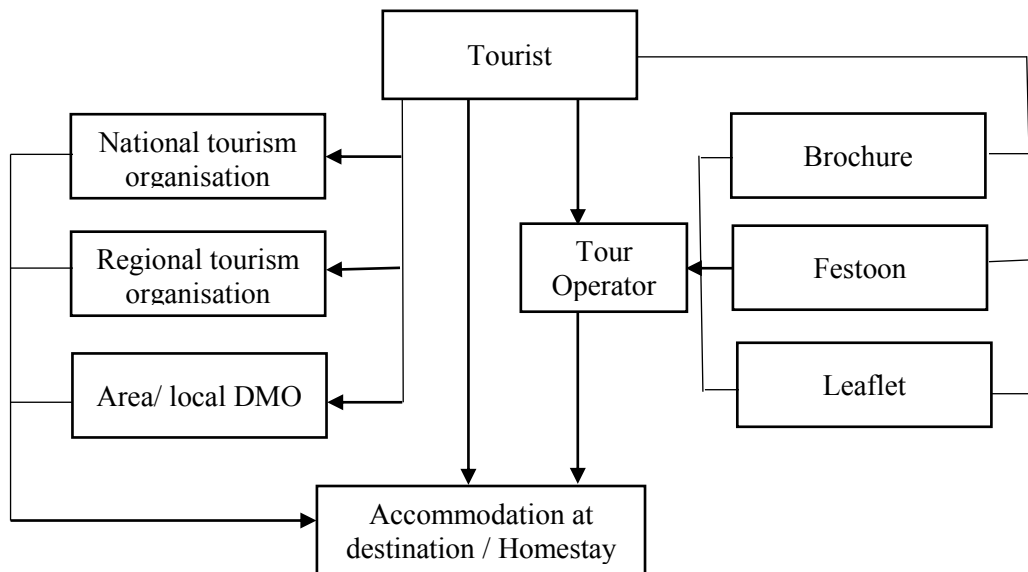 Tourist
National tourism
organisation
Regional tourism
organisation
Area/ local DMO
Tour
Operator
Brochure
Festoon
Leaflet
Accommodation at
destination / Homestay